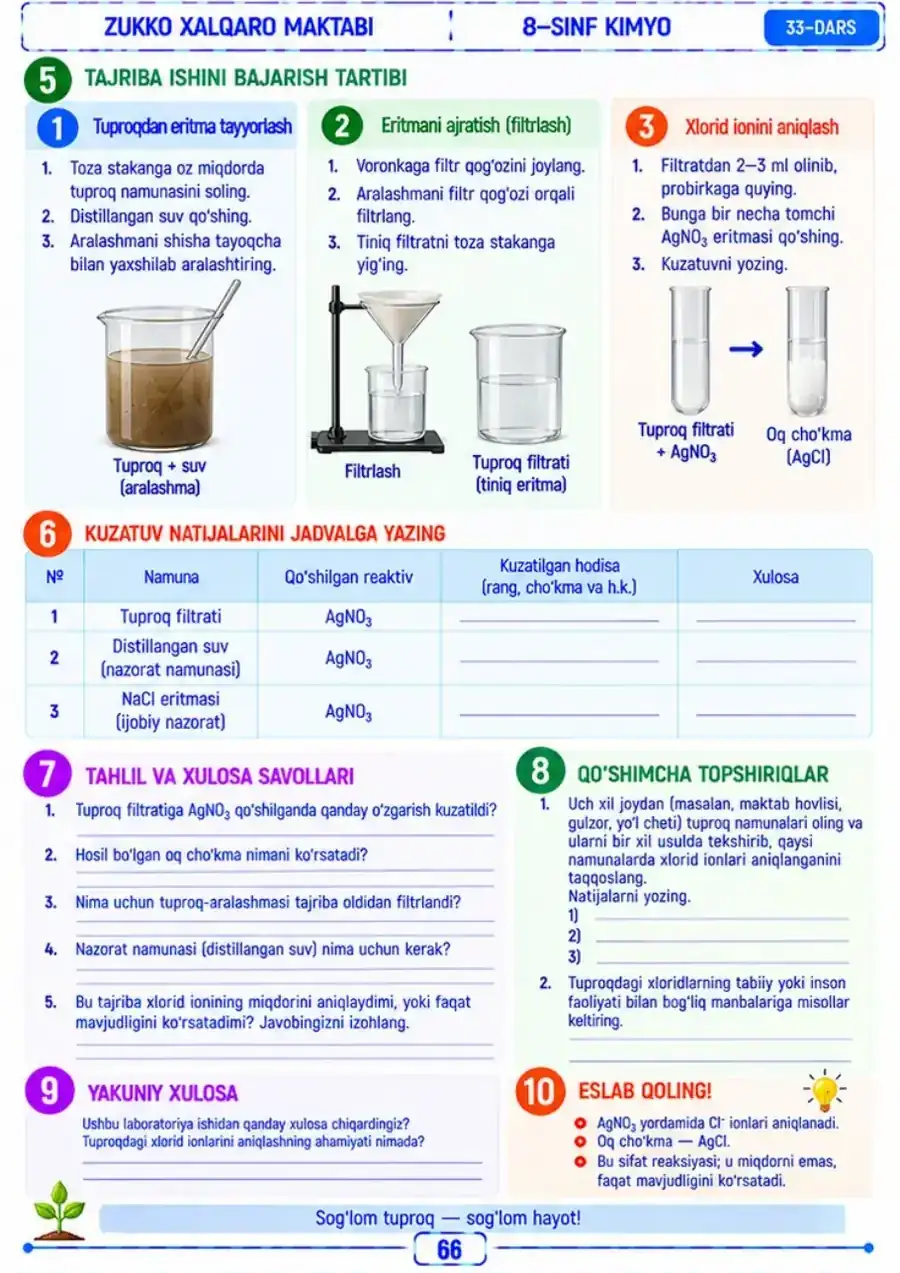 ZUKKO XALQARO MAKTABI
8–SINF KIMYO
33–DARS
5 TAJRIBA ISHINI BAJARISH TARTIBI
1 Tuproqdan eritma tayyorlash
1. Toza stakanga oz miqdorda
tuproq namunasini soling.
2. Distillangan suv qo‘shing.
3. Aralashmani shisha tayoqcha
bilan yaxshilab aralashtiring.
Tuproq + suv
(aralashma)
2 Eritmani ajratish (filtrlash)
1. Voronkaga filtr qog‘ozini joylang.
2. Aralashmani filtr qog‘ozi orqali
filtrlang.
3. Tiniq filtratni toza stakanga
yig‘ing.
Filtrlash
Tuproq filtrati
(tiniq eritma)
3 Xlorid ionini aniqlash
1. Filtratdan 2–3 ml olinib,
probirkaga quying.
2. Bunga bir necha tomchi
AgNO₃ eritmasi qo‘shing.
3. Kuzatuvni yozing.
Tuproq filtrati
+ AgNO₃
Oq cho‘kma
(AgCl)
6 KUZATUV NATIJALARINI JADVALGA YAZING
№ Namuna Qo‘shilgan reaktiv Kuzatilgan hodisa
(rang, cho‘kma va h.k.) Xulosa
1 Tuproq filtrati AgNO₃
2 Distillangan suv
(nazorat namunasi) AgNO₃
3 NaCl eritmasi
(ijobiy nazorat) AgNO₃
7 TAHLIL VA XULOSA SAVOLLARI
1. Tuproq filtratiga AgNO₃ qo‘shilganda qanday o‘zgarish kuzatildi?
2. Hosil bo‘lgan oq cho‘kma nimani ko‘rsatadi?
3. Nima uchun tuproq-aralashmasi tajriba oldidan filtrlandi?
4. Nazorat namunasi (distillangan suv) nima uchun kerak?
5. Bu tajriba xlorid ionining miqdorini aniqlaydimi, yoki faqat
mavjudligini ko‘rsatadimi? Javobingizni izohlang.
8 QO‘SHIMCHA TOPSHIRIQLAR
1. Uch xil joydan (masalan, maktab hovlisi,
gulzor, yo‘l cheti) tuproq namunalari oling va
ularni bir xil usulda tekshirib, qaysi
namunalarda xlorid ionlari aniqlanganini
taqqoslang.
Natijalarni yozing.
1)
2)
3)
2. Tuproqdagi xloridlarning tabiiy yoki inson
faoliyati bilan bog‘liq manbalariga misollar
keltiring.
9 YAKUNIY XULOSA
Ushbu laboratoriya ishidan qanday xulosa chiqardingiz?
Tuproqdagi xlorid ionlarini aniqlashning ahamiyati nimada?
10 ESLAB QOLING!
AgNO₃ yordamida Cl⁻ ionlari aniqlanadi.
Oq cho‘kma — AgCl.
Bu sifat reaksiyasi; u miqdorni emas,
faqat mavjudligini ko‘rsatadi.
Sog‘lom tuproq — sog‘lom hayot!
66